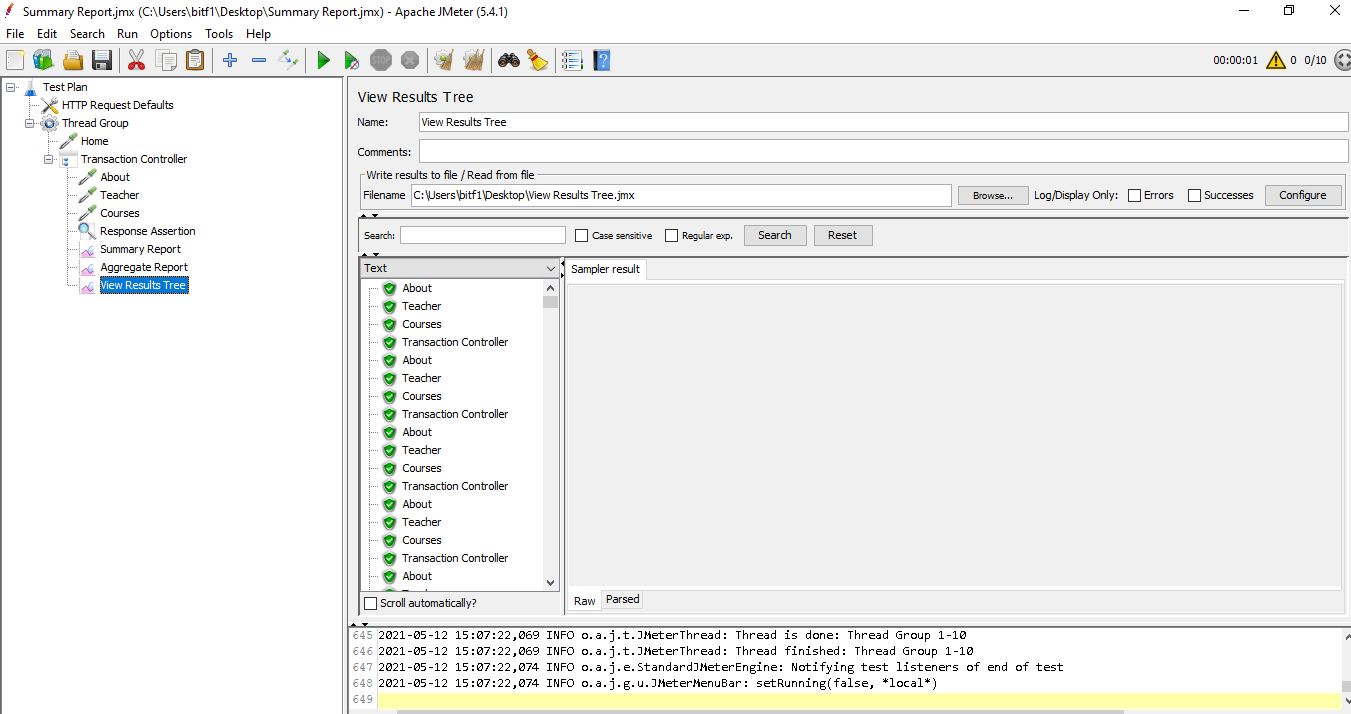 Summary Report.jmx (C:\Users\bitf1\Desktop\Summary Report.jmx) - Apache JMeter (5.4.1)
File Edit Search Run Options Tools Help
STOP
00:00:01 0 0/10
Test Plan
HTTP Request Defaults
Thread Group
Home
Transaction Controller
About
Teacher
Courses
Response Assertion
Summary Report
Aggregate Report
View Results Tree
View Results Tree
Name: View Results Tree
Comments:
Write results to file / Read from file
Filename C:\Users\bitf1\Desktop\View Results Tree.jmx Browse... Log/Display Only: Errors Successes Configure
Search: Case sensitive Regular exp. Search Reset
Text
Sampler result
About
Teacher
Courses
Transaction Controller
About
Teacher
Courses
Transaction Controller
About
Teacher
Courses
Transaction Controller
About
Teacher
Courses
Transaction Controller
About
Scroll automatically?
Raw Parsed
645 2021-05-12 15:07:22,069 INFO o.a.j.t.JMeterThread: Thread is done: Thread Group 1-10
646 2021-05-12 15:07:22,069 INFO o.a.j.t.JMeterThread: Thread finished: Thread Group 1-10
647 2021-05-12 15:07:22,074 INFO o.a.j.e.StandardJMeterEngine: Notifying test listeners of end of test
648 2021-05-12 15:07:22,074 INFO o.a.j.g.u.JMeterMenuBar: setRunning(false, *local*)
649